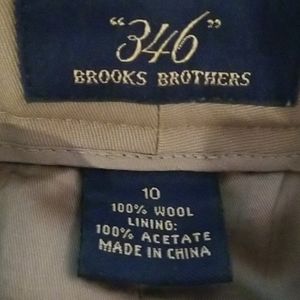 "346"
BROOKS BROTHERS
10
100% WOOL
LINING:
100% ACETATE
MADE IN CHINA